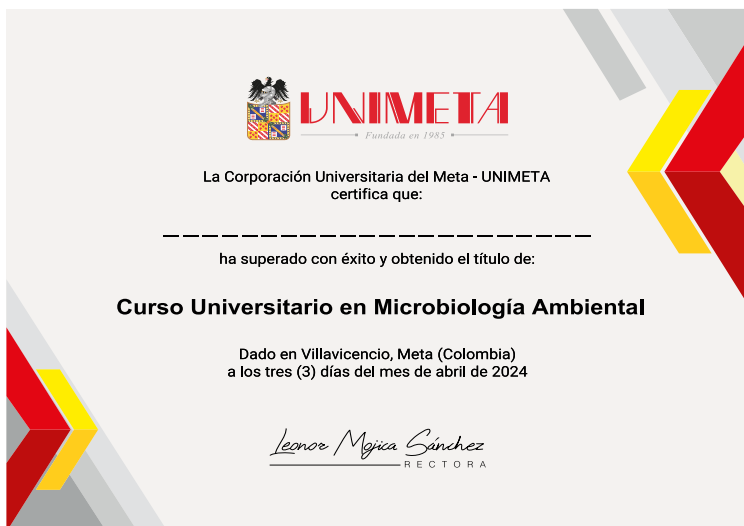 UNIMETA
Fundada en 1985
La Corporación Universitaria del Meta - UNIMETA
certifica que:
ha superado con éxito y obtenido el título de:
Curso Universitario en Microbiología Ambiental
Dado en Villavicencio, Meta (Colombia)
a los tres (3) días del mes de abril de 2024
Leonor Mojica Sánchez
RECTORA